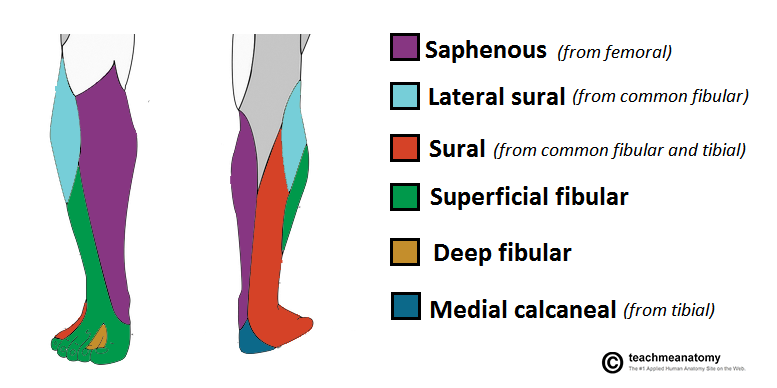 Saphenous (from femoral)
Lateral sural (from common fibular)
Sural (from common fibular and tibial)
Superficial fibular
Deep fibular
Medial calcaneal (from tibial)
© teachmeanatomy
The #1 Applied Human Anatomy Site on the Web.